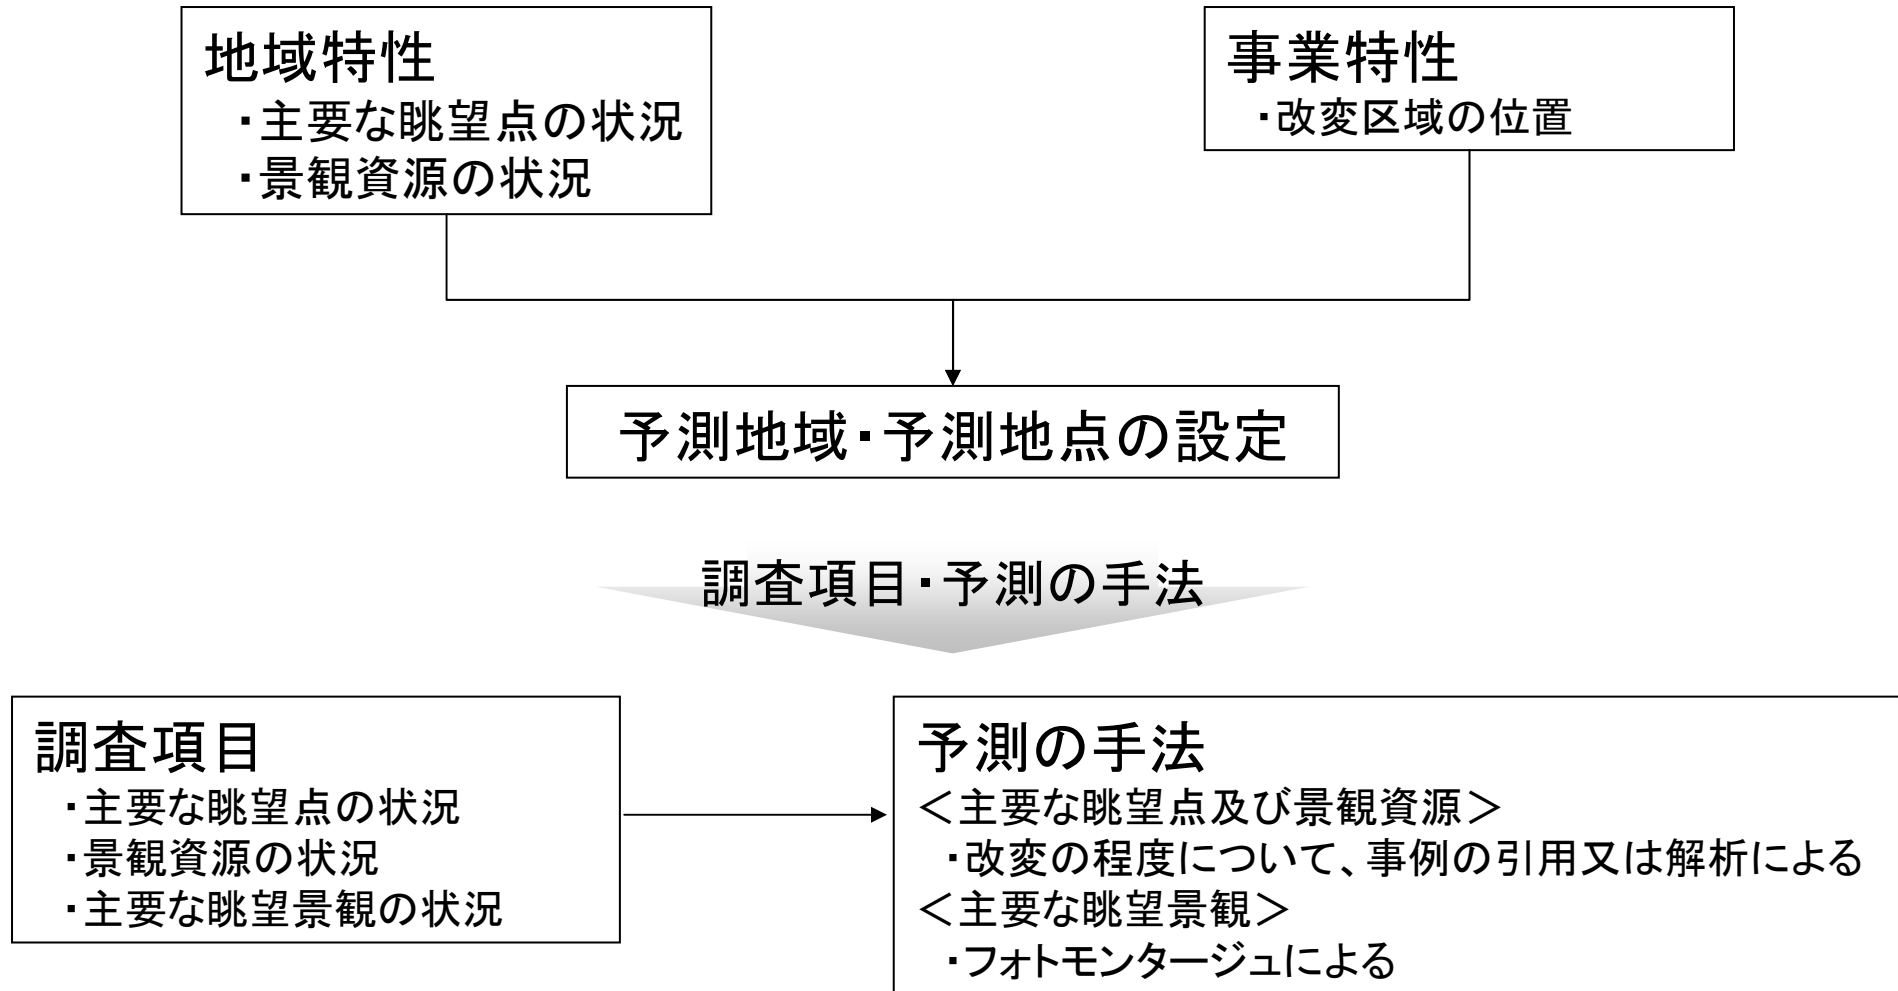 地域特性
・主要な眺望点の状況
・景観資源の状況
事業特性
・改変区域の位置
予測地域・予測地点の設定
調査項目・予測の手法
調査項目
・主要な眺望点の状況
・景観資源の状況
・主要な眺望景観の状況
予測の手法
＜主要な眺望点及び景観資源＞
・改変の程度について、事例の引用又は解析による
＜主要な眺望景観＞
・フォトモンタージュによる